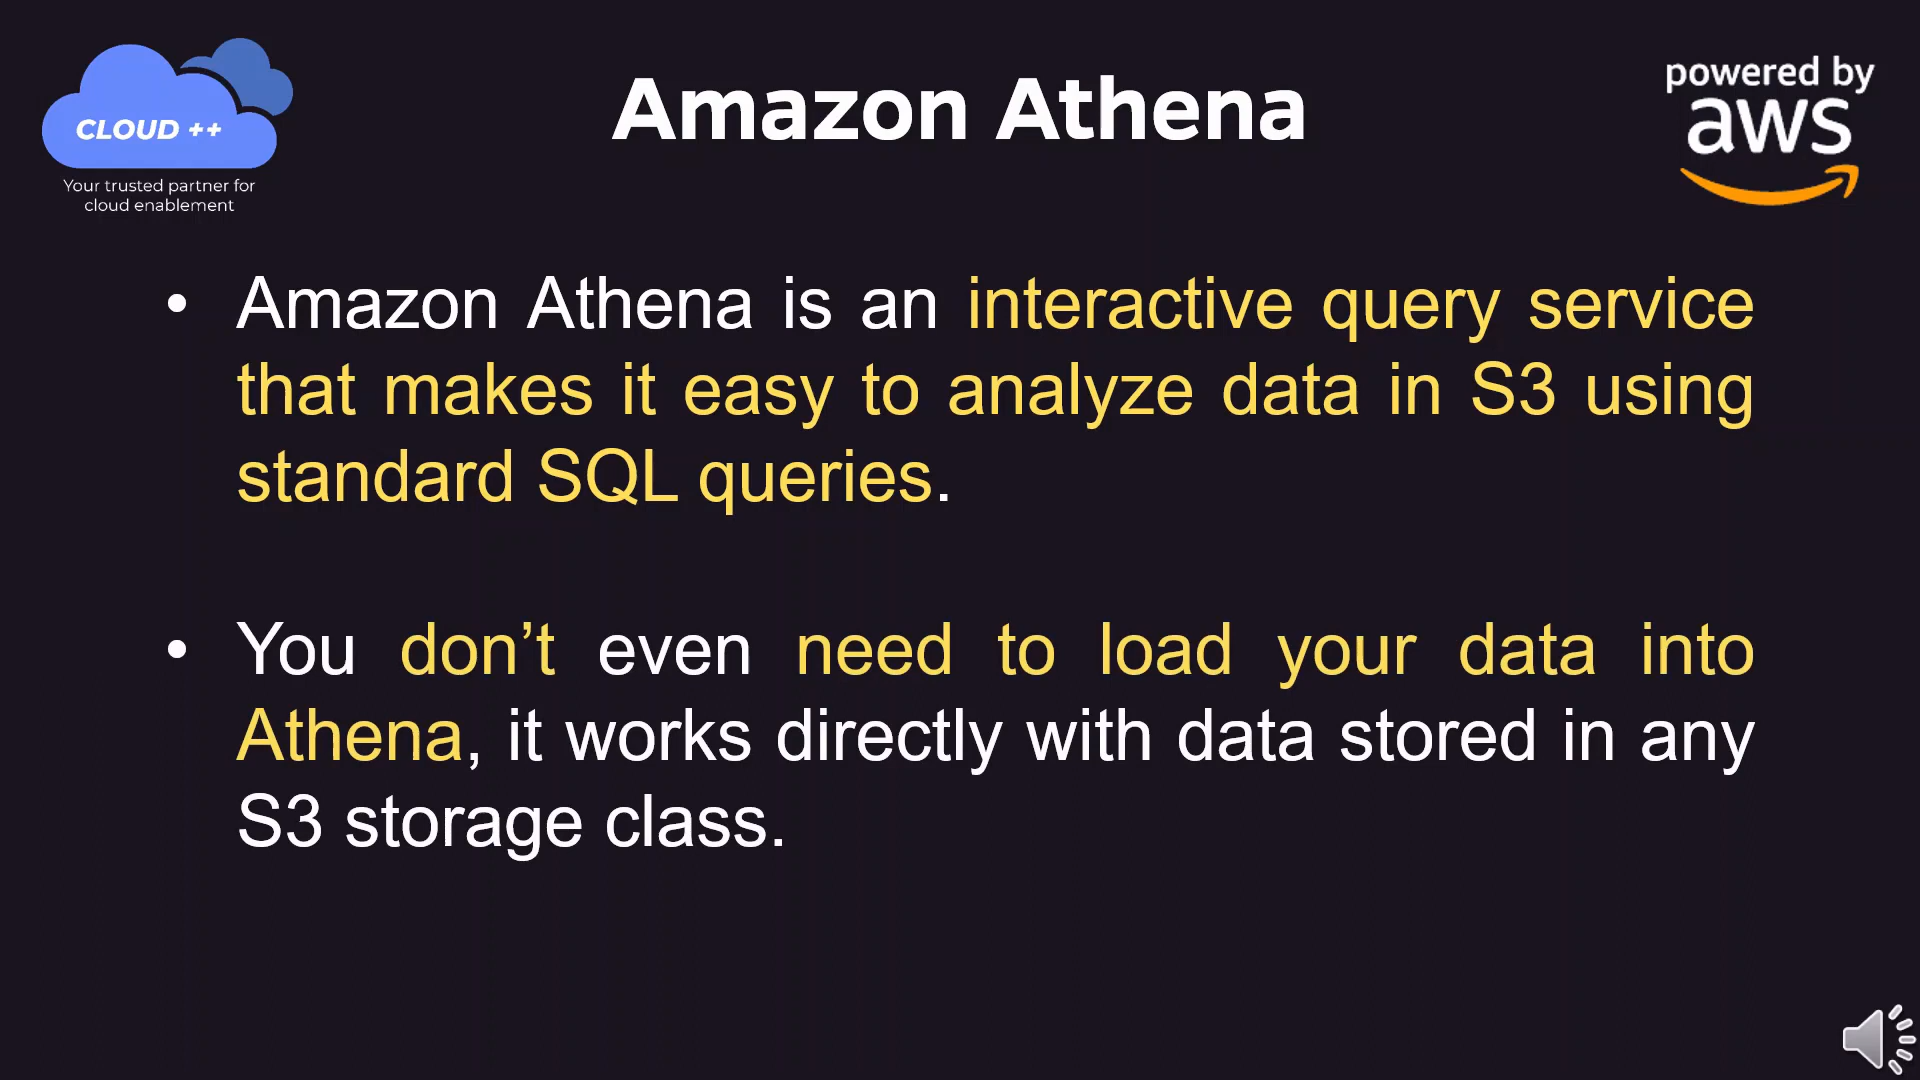 CLOUD ++
Your trusted partner for
cloud enablement
Amazon Athena
powered by
aws
• Amazon Athena is an interactive query service
that makes it easy to analyze data in S3 using
standard SQL queries.
• You don’t even need to load your data into
Athena, it works directly with data stored in any
S3 storage class.